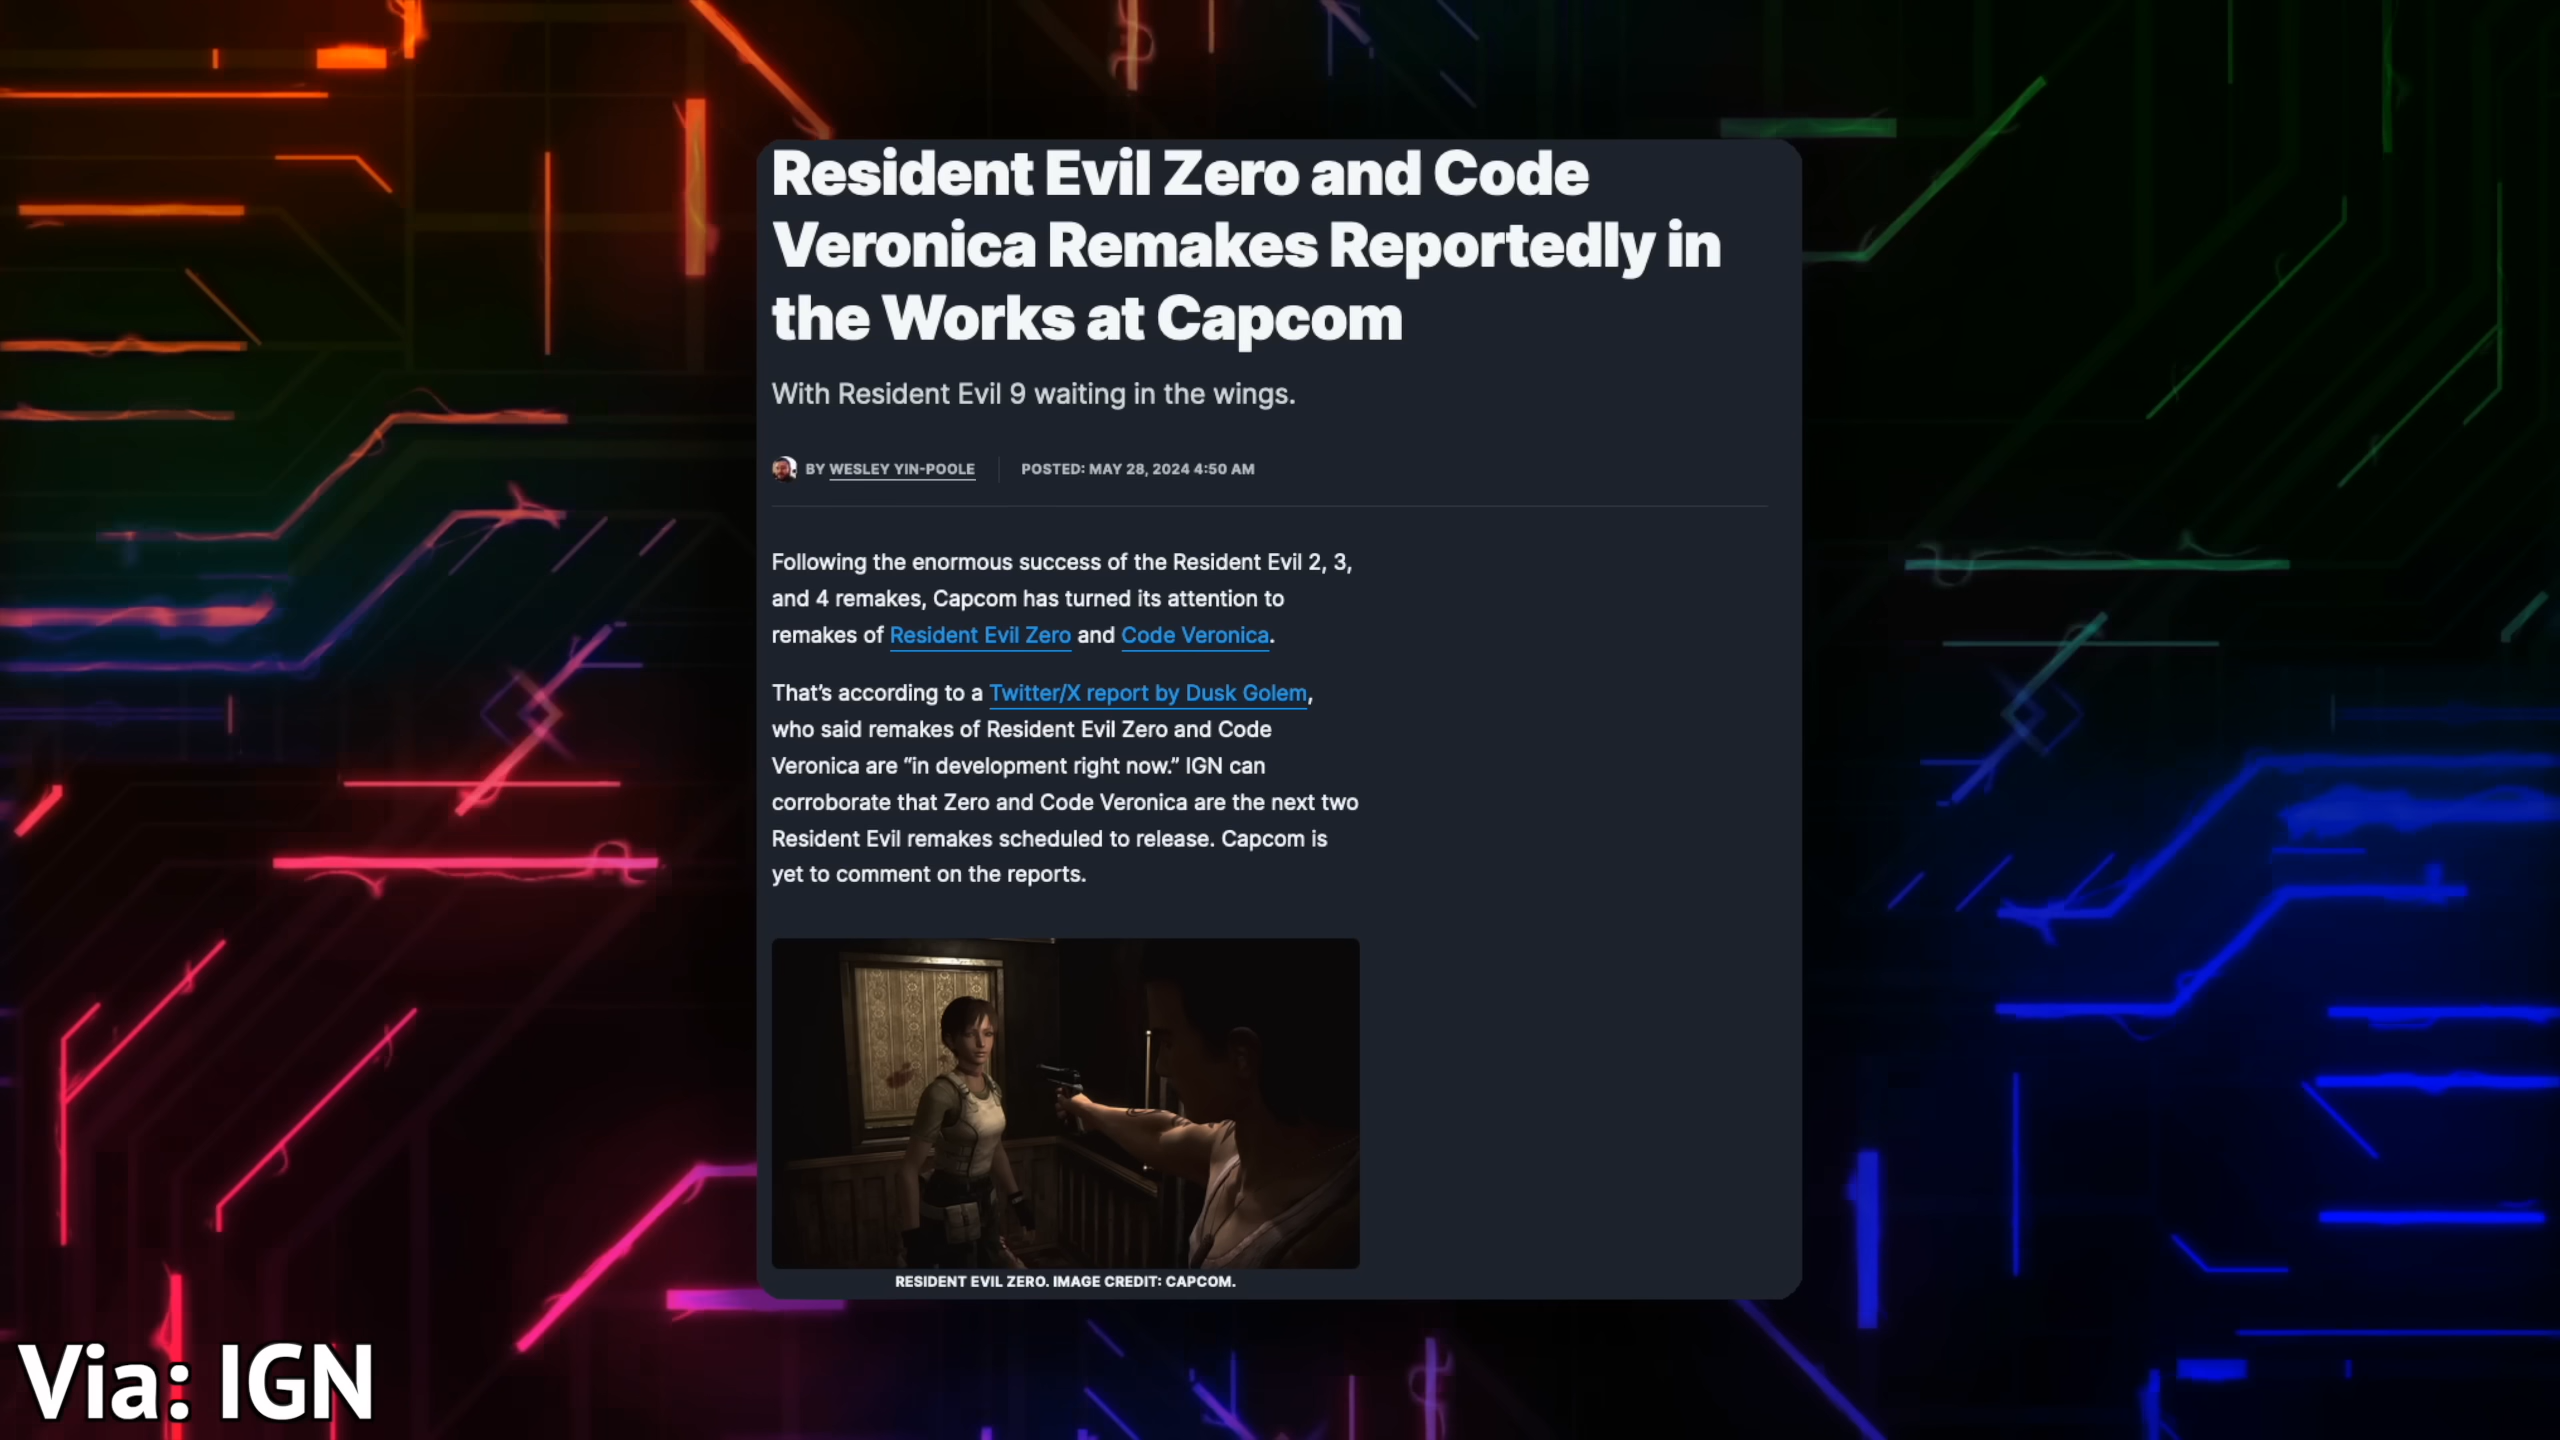 Resident Evil Zero and Code
Veronica Remakes Reportedly in
the Works at Capcom
With Resident Evil 9 waiting in the wings.
BY WESLEY YIN-POOLE
POSTED: MAY 28, 2024 4:50 AM
Following the enormous success of the Resident Evil 2, 3,
and 4 remakes, Capcom has turned its attention to
remakes of Resident Evil Zero and Code Veronica.
That's according to a Twitter/X report by Dusk Golem,
who said remakes of Resident Evil Zero and Code
Veronica are “in development right now.” IGN can
corroborate that Zero and Code Veronica are the next two
Resident Evil remakes scheduled to release. Capcom is
yet to comment on the reports.
RESIDENT EVIL ZERO. IMAGE CREDIT: CAPCOM.
Via: IGN